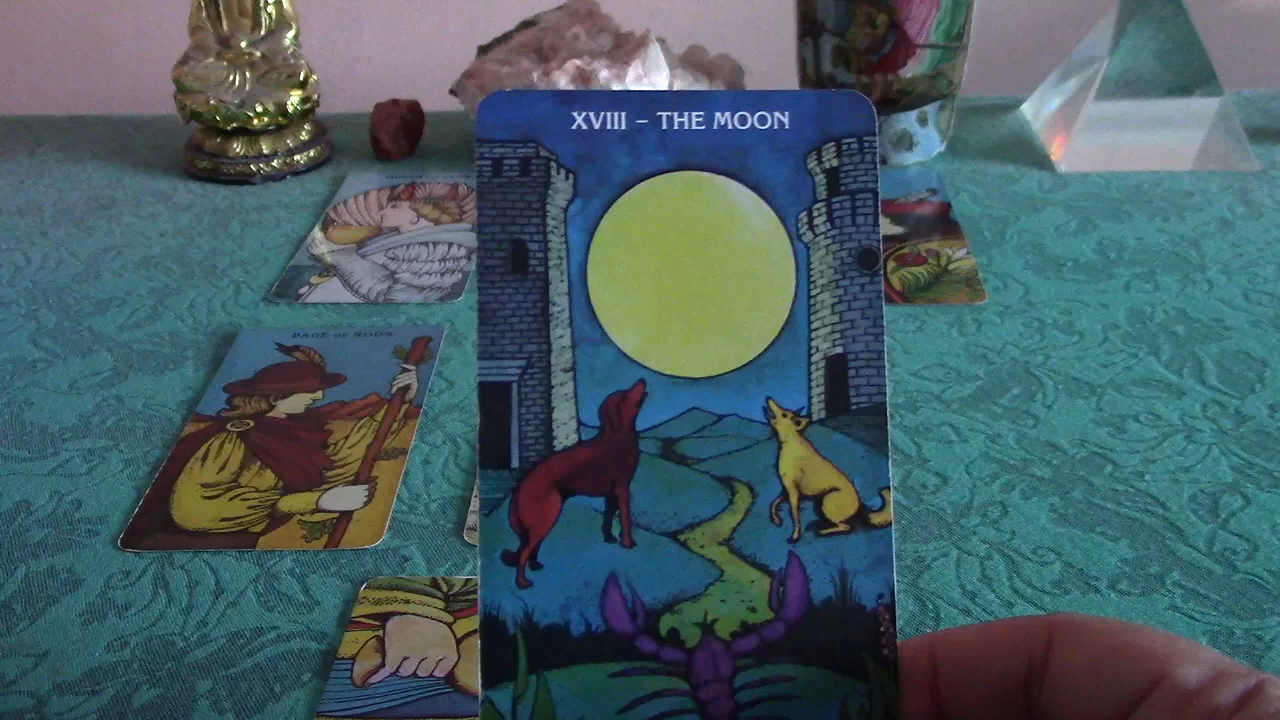 XVIII – THE MOON
PAGE OF RODS